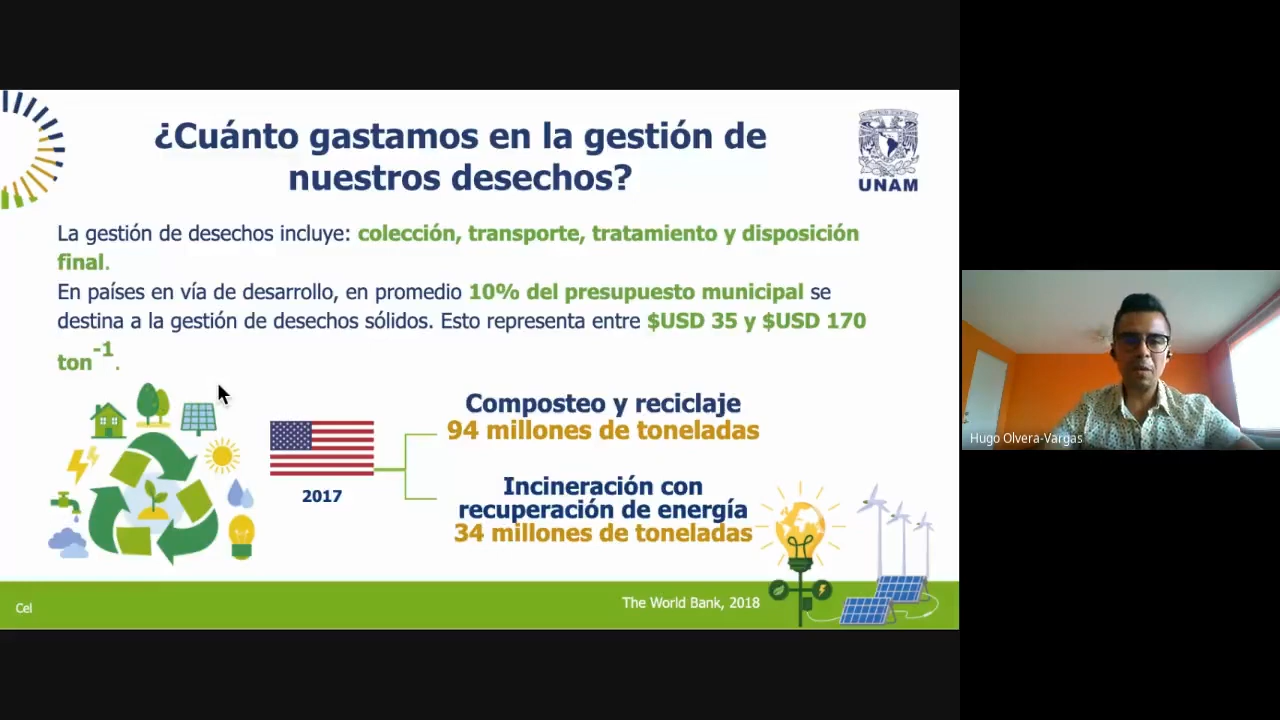 ¿Cuánto gastamos en la gestión de
nuestros desechos?
UNAM
La gestión de desechos incluye: colección, transporte, tratamiento y disposición
final.
En países en vía de desarrollo, en promedio 10% del presupuesto municipal se
destina a la gestión de desechos sólidos. Esto representa entre $USD 35 y $USD 170
ton-1.
Composteo y reciclaje
94 millones de toneladas
2017
Incineración con
recuperación de energía
34 millones de toneladas
Cel
The World Bank, 2018
Hugo Olvera-Vargas